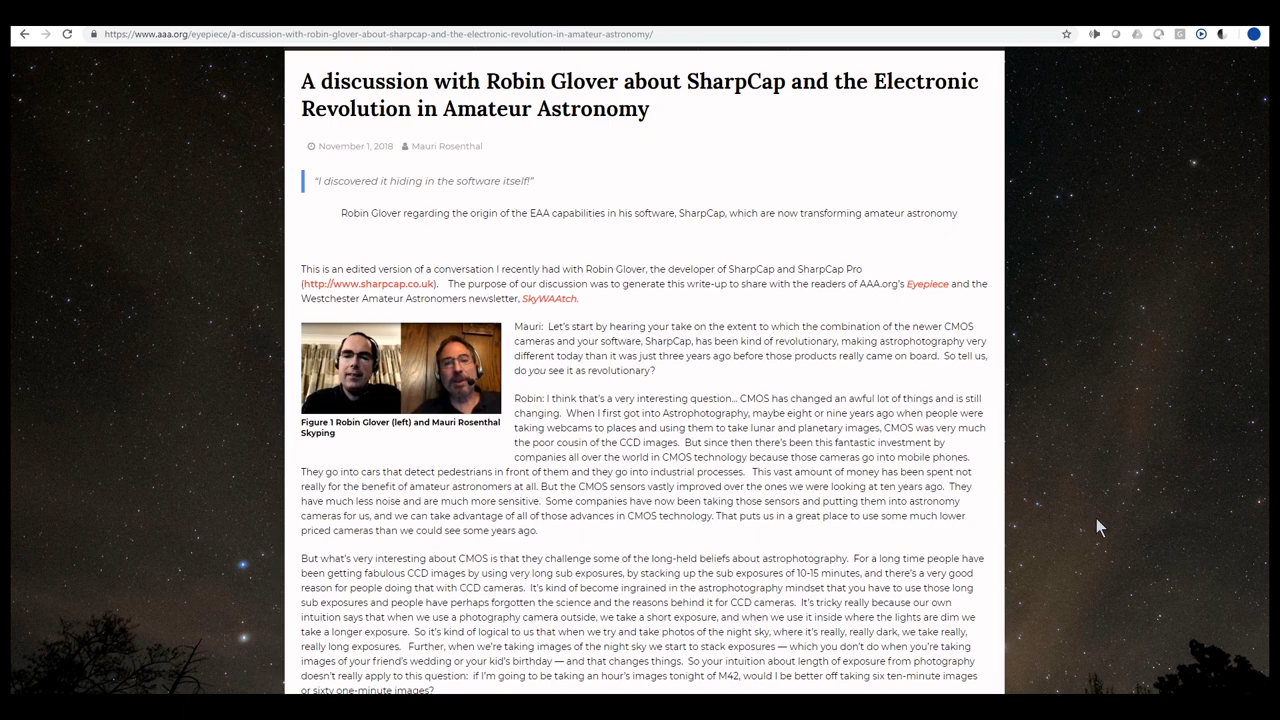 https://www.aaa.org/eyepiece/a-discussion-with-robin-glover-about-sharpcap-and-the-electronic-revolution-in-amateur-astronomy/
A discussion with Robin Glover about SharpCap and the Electronic
Revolution in Amateur Astronomy
November 1, 2018 Mauri Rosenthal
“I discovered it hiding in the software itself!”
Robin Glover regarding the origin of the EAA capabilities in his software, SharpCap, which are now transforming amateur astronomy
This is an edited version of a conversation I recently had with Robin Glover, the developer of SharpCap and SharpCap Pro
(http://www.sharpcap.co.uk). The purpose of our discussion was to generate this write-up to share with the readers of AAA.org’s Eyepiece and the
Westchester Amateur Astronomers newsletter, SkyWAAtch.
Figure 1 Robin Glover (left) and Mauri Rosenthal
Skyping
Mauri: Let’s start by hearing your take on the extent to which the combination of the newer CMOS
cameras and your software, SharpCap, has been kind of revolutionary, making astrophotography very
different today than it was just three years ago before those products really came on board. So tell us,
do you see it as revolutionary?
Robin: I think that’s a very interesting question… CMOS has changed an awful lot of things and is still
changing. When I first got into Astrophotography, maybe eight or nine years ago when people were
taking webcams to places and using them to take lunar and planetary images, CMOS was very much
the poor cousin of the CCD images. But since then there’s been this fantastic investment by
companies all over the world in CMOS technology because those cameras go into mobile phones.
They go into cars that detect pedestrians in front of them and they go into industrial processes. This vast amount of money has been spent not
really for the benefit of amateur astronomers at all. But the CMOS sensors vastly improved over the ones we were looking at ten years ago. They
have much less noise and are much more sensitive. Some companies have now been taking those sensors and putting them into astronomy
cameras for us, and we can take advantage of all of those advances in CMOS technology. That puts us in a great place to use some much lower
priced cameras than we could see some years ago.
But what’s very interesting about CMOS is that they challenge some of the long-held beliefs about astrophotography. For a long time people have
been getting fabulous CCD images by using very long sub exposures, by stacking up the sub exposures of 10-15 minutes, and there’s a very good
reason for people doing that with CCD cameras. It’s kind of become ingrained in the astrophotography mindset that you have to use those long
sub exposures and people have perhaps forgotten the science and the reasons behind it for CCD cameras. It’s tricky really because our own
intuition says that when we use a photography camera outside, we take a short exposure, and when we use it inside where the lights are dim we
take a longer exposure. So it’s kind of logical to us that when we try and take photos of the night sky, where it’s really, really dark, we take really,
really long exposures. Further, when we’re taking images of the night sky we start to stack exposures — which you don’t do when you’re taking
images of your friend’s wedding or your kid’s birthday — and that changes things. So your intuition about length of exposure from photography
doesn’t really apply to this question: if I’m going to be taking an hour’s images tonight of M42, would I be better off taking six ten-minute images
or sixty one-minute images?